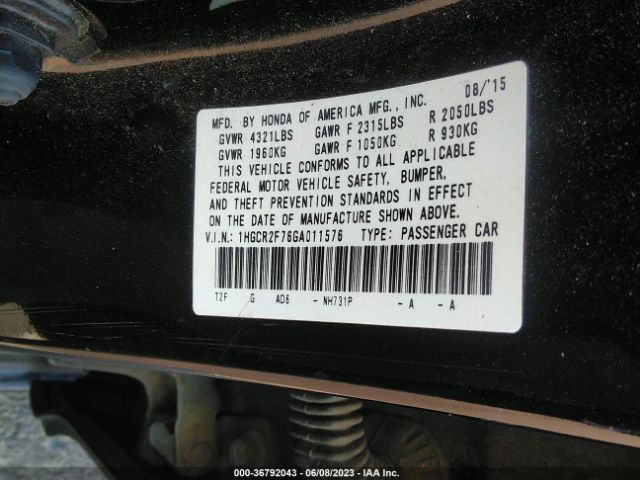 MFD. BY HONDA OF AMERICA MFG., INC. 08/'15
GVWR 4321LBS GAWR F 2315LBS R 2050LBS
GVWR 1960KG GAWR F 1050KG R 930KG
THIS VEHICLE CONFORMS TO ALL APPLICABLE
FEDERAL MOTOR VEHICLE SAFETY, BUMPER,
AND THEFT PREVENTION STANDARDS IN EFFECT
ON THE DATE OF MANUFACTURE SHOWN ABOVE.
V.I.N.: 1HGCR2F76GA011576 TYPE: PASSENGER CAR
T2F G AD6 - NH731P - A - A
000-36792043 - 06/08/2023 - IAA Inc.